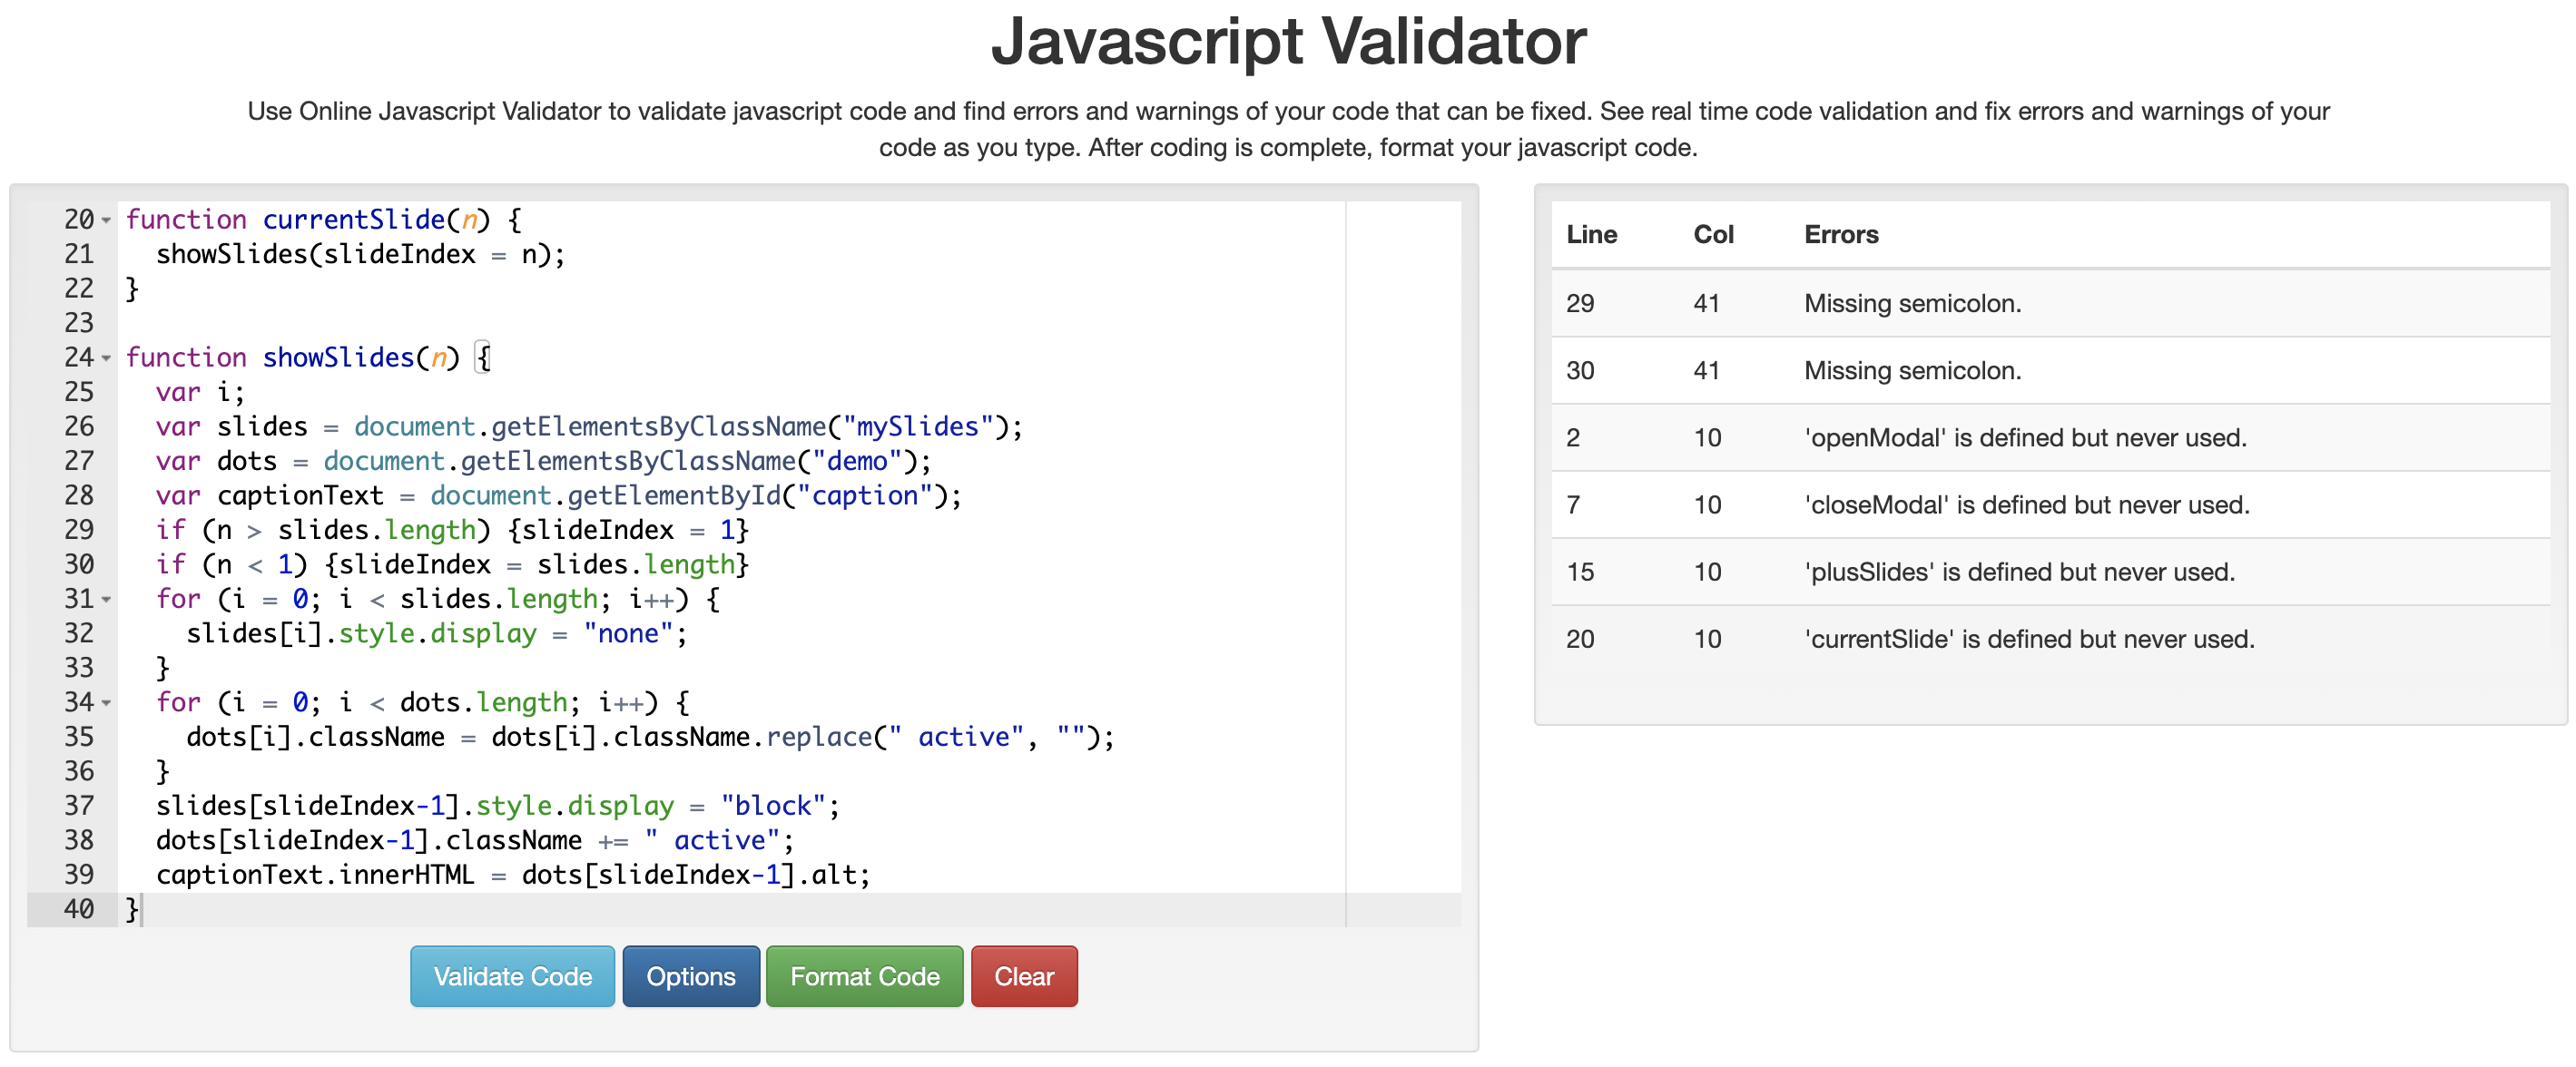 Javascript Validator
Use Online Javascript Validator to validate javascript code and find errors and warnings of your code that can be fixed. See real time code validation and fix errors and warnings of your
code as you type. After coding is complete, format your javascript code.
20 function currentSlide(n) {
21   showSlides(slideIndex = n);
22 }
23
24 function showSlides(n) {
25   var i;
26   var slides = document.getElementsByClassName("mySlides");
27   var dots = document.getElementsByClassName("demo");
28   var captionText = document.getElementById("caption");
29   if (n > slides.length) {slideIndex = 1}
30   if (n < 1) {slideIndex = slides.length}
31   for (i = 0; i < slides.length; i++) {
32     slides[i].style.display = "none";
33   }
34   for (i = 0; i < dots.length; i++) {
35     dots[i].className = dots[i].className.replace(" active", "");
36   }
37   slides[slideIndex-1].style.display = "block";
38   dots[slideIndex-1].className += " active";
39   captionText.innerHTML = dots[slideIndex-1].alt;
40 }
Validate Code Options Format Code Clear
Line Col Errors
29 41 Missing semicolon.
30 41 Missing semicolon.
2 10 'openModal' is defined but never used.
7 10 'closeModal' is defined but never used.
15 10 'plusSlides' is defined but never used.
20 10 'currentSlide' is defined but never used.